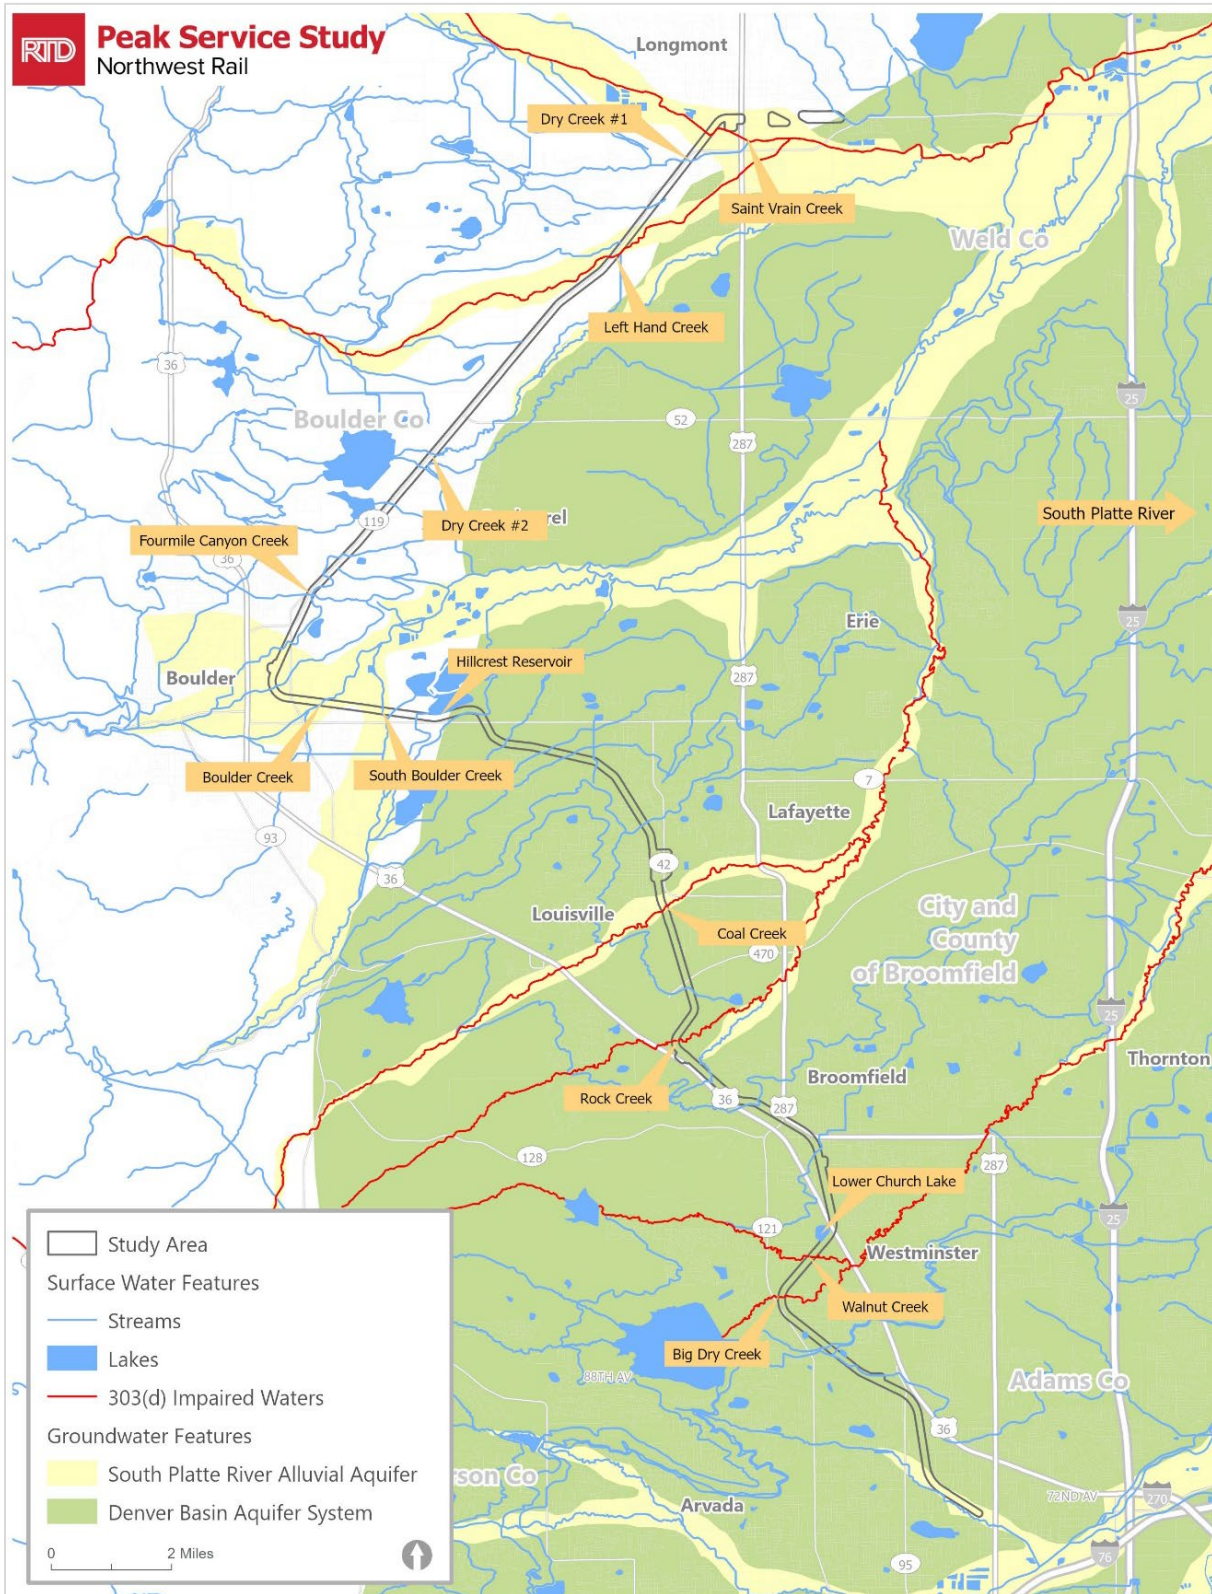 RTD
Peak Service Study
Northwest Rail
Longmont
Dry Creek #1
Saint Vrain Creek
Weld Co
Left Hand Creek
36
Boulder Co
25
52
287
119
Dry Creek #2
South Platte River
Fourmile Canyon Creek
36
Erie
25
Boulder
Hillcrest Reservoir
287
Boulder Creek
South Boulder Creek
7
Lafayette
93
42
36
Louisville
Coal Creek
City and
County
of Broomfield
470
25
Thornton
Rock Creek
Broomfield
36
287
128
287
Lower Church Lake
121
25
Westminster
Walnut Creek
Big Dry Creek
88TH AV
Adams Co
36
rson Co
Arvada
72ND AV
270
95
76
Study Area
Surface Water Features
Streams
Lakes
303(d) Impaired Waters
Groundwater Features
South Platte River Alluvial Aquifer
Denver Basin Aquifer System
0
2 Miles